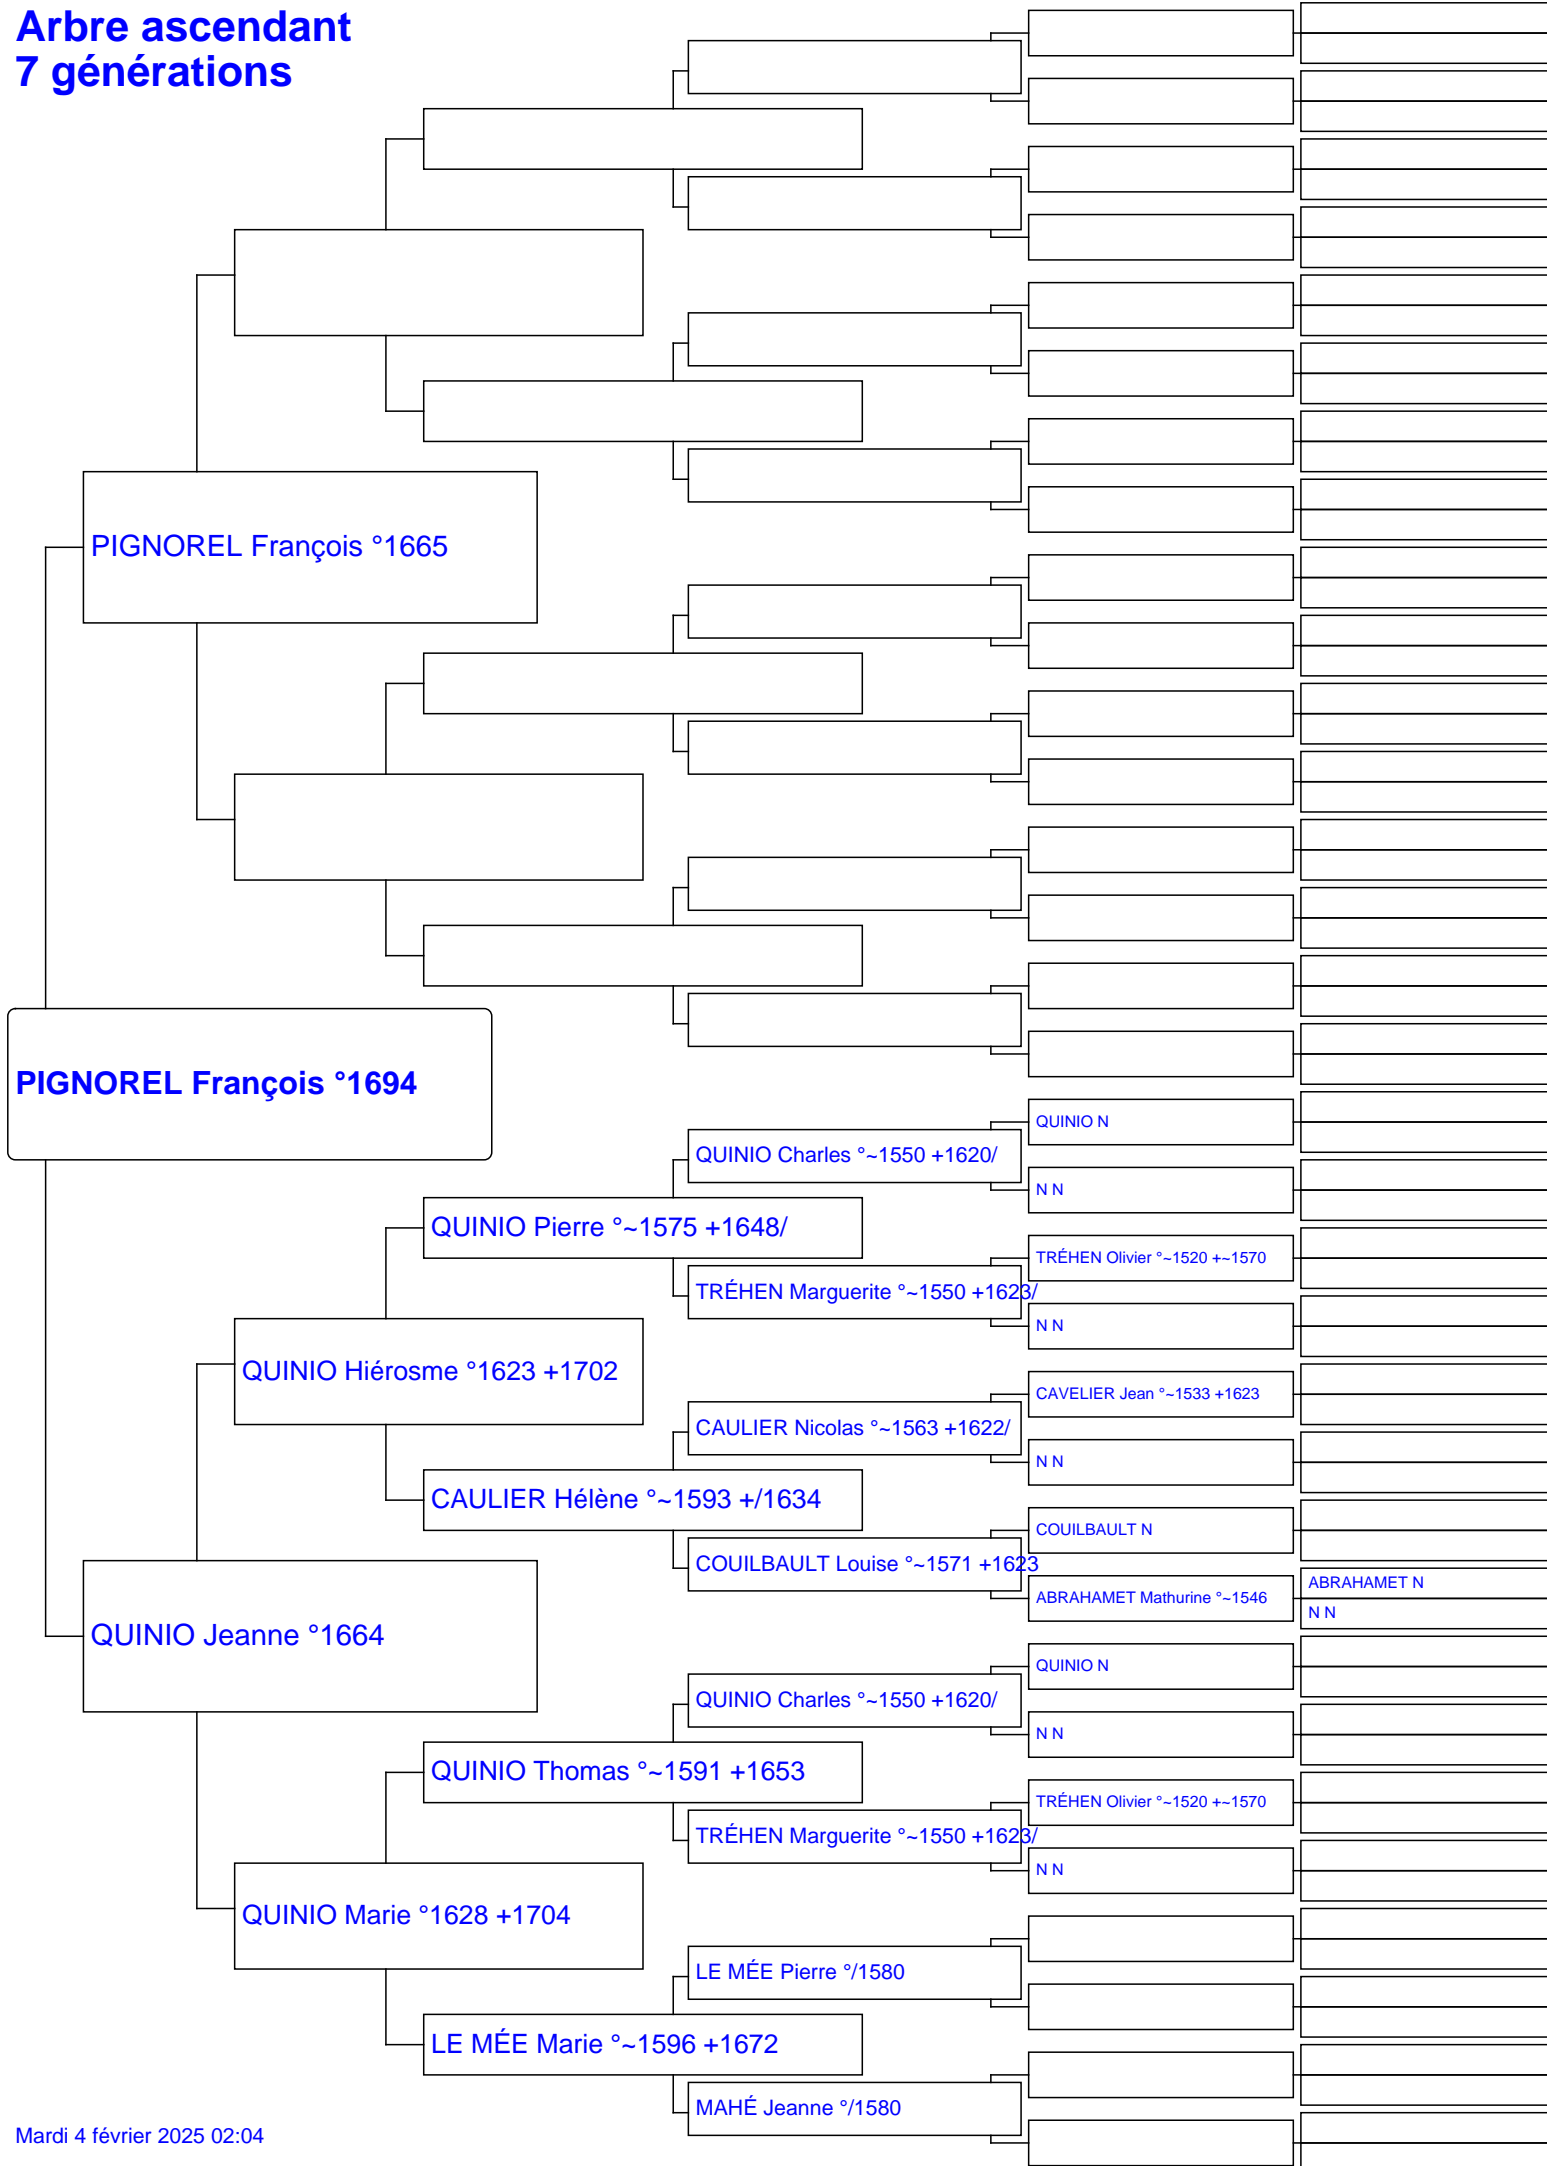 Arbre ascendant
7 générations
PIGNOREL François °1665
PIGNOREL François °1694
QUINIO N
QUINIO Charles °~1550 +1620/
N N
QUINIO Pierre °~1575 +1648/
TRÉHEN Olivier °~1520 +~1570
TRÉHEN Marguerite °~1550 +1623/
N N
QUINIO Hiérosme °1623 +1702
CAVELIER Jean °~1533 +1623
CAULIER Nicolas °~1563 +1622/
N N
CAULIER Hélène °~1593 +/1634
COUILBAULT N
COUILBAULT Louise °~1571 +1623
ABRAHAMET N
ABRAHAMET Mathurine °~1546
N N
QUINIO Jeanne °1664
QUINIO N
QUINIO Charles °~1550 +1620/
N N
QUINIO Thomas °~1591 +1653
TRÉHEN Olivier °~1520 +~1570
TRÉHEN Marguerite °~1550 +1623/
N N
QUINIO Marie °1628 +1704
LE MÉE Pierre °/1580
LE MÉE Marie °~1596 +1672
MAHÉ Jeanne °/1580
Mardi 4 février 2025 02:04